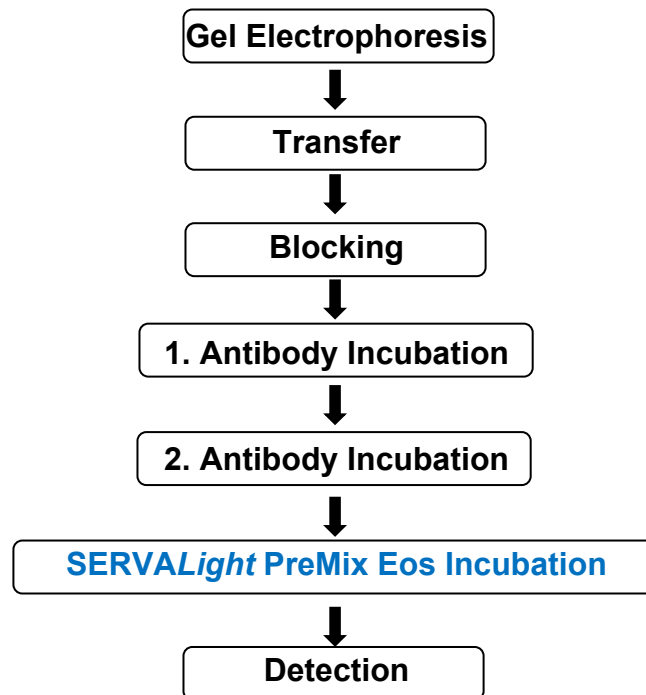 Gel Electrophoresis
Transfer
Blocking
1. Antibody Incubation
2. Antibody Incubation
SERVALight PreMix Eos Incubation
Detection